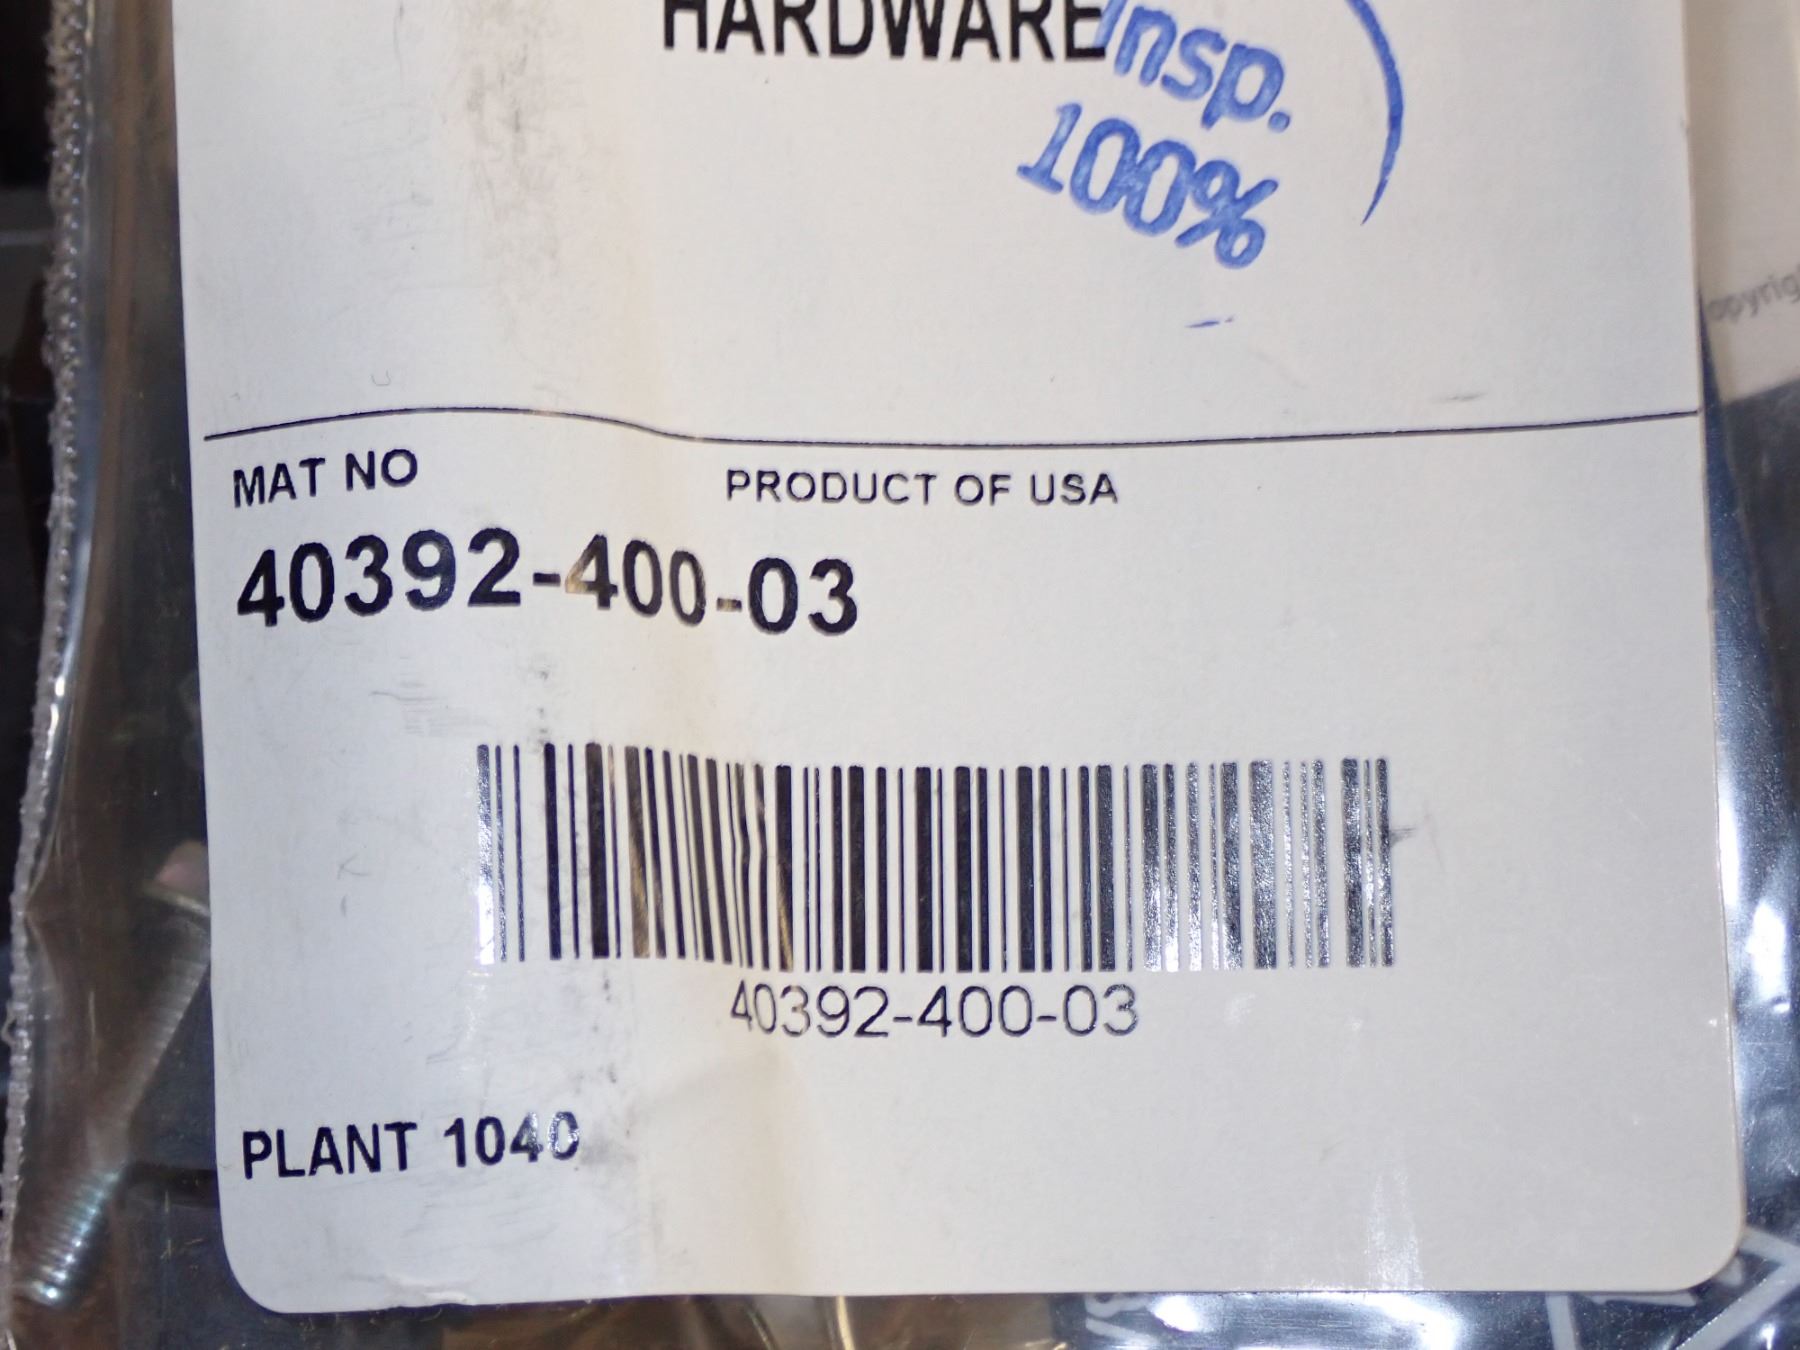 HARDWARE
Insp.
100%
MAT NO
PRODUCT OF USA
40392-400-03
40392-400-03
PLANT 1040